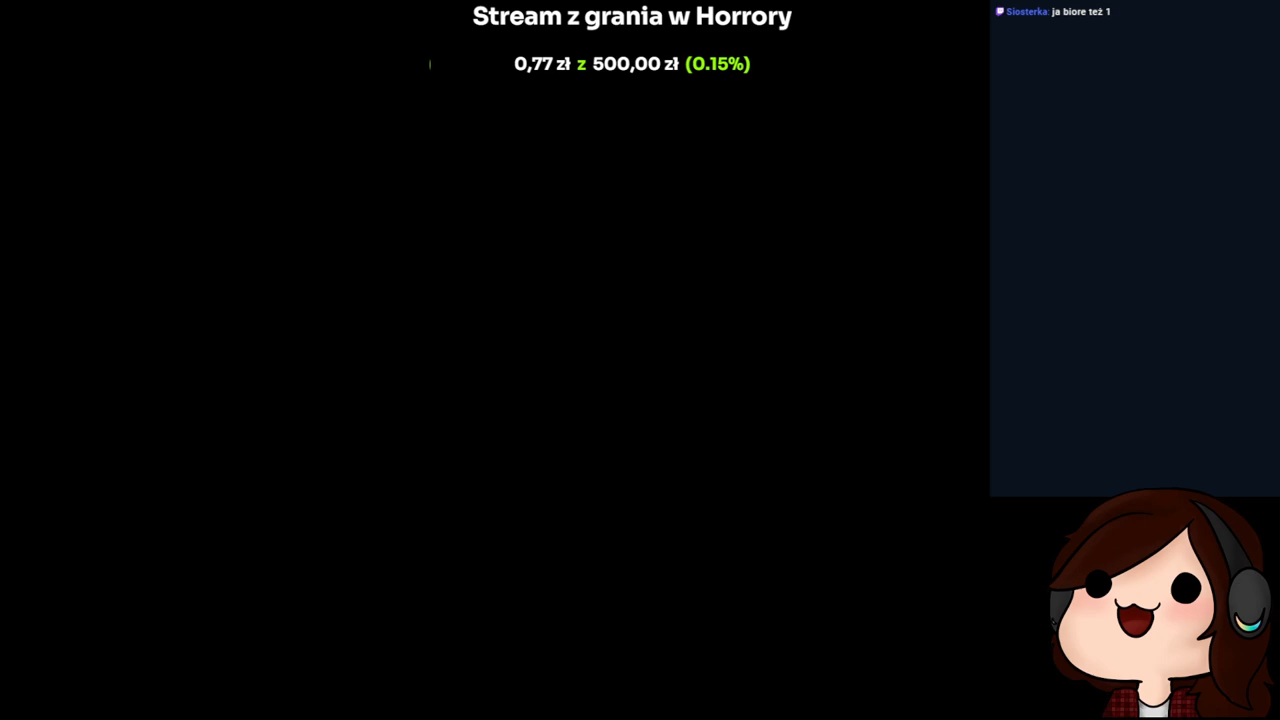 Stream z grania w Horrory
0,77 zł z 500,00 zł (0.15%)
Siosterka: ja biore też 1